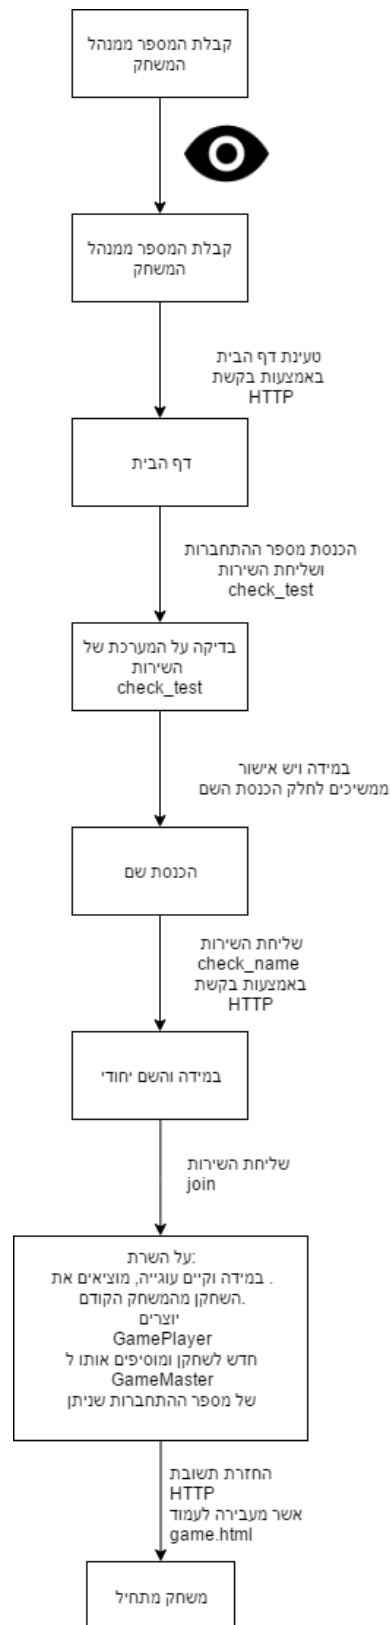 קבלת המספר ממנהל
המשחק
קבלת המספר ממנהל
המשחק
טעינת דף הבית
באמצעות בקשת
HTTP
דף הבית
הכנסת מספר ההתחברות
ושליחת השירות
check_test
בדיקה על המערכת של
השירות
check_test
במידה ויש אישור
ממשיכים לחלק הכנסת השם
הכנסת שם
שליחת השירות
check_name
באמצעות בקשת
HTTP
במידה והשם יחודי
שליחת השירות
join
על השרת:
. במידה וקיים עוגייה, מוציאים את
השחקן מהמשחק הקודם.
יוצרים
GamePlayer
חדש לשחקן ומוסיפים אותו ל
GameMaster
של מספר ההתחברות שניתן
החזרת תשובת
HTTP
אשר מעבירה לעמוד
game.html
משחק מתחיל